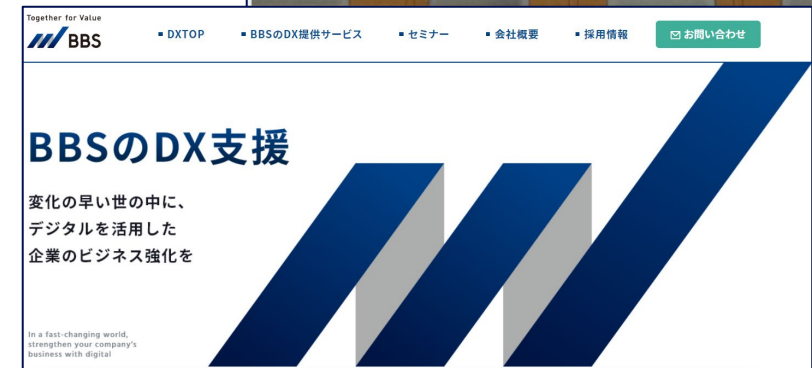 Together for Value
BBS
DXTOP
BBSのDX提供サービス
セミナー
会社概要
採用情報
お問い合わせ
BBSのDX支援
変化の早い世の中に、
デジタルを活用した
企業のビジネス強化を
In a fast-changing world,
strengthen your company's
business with digital